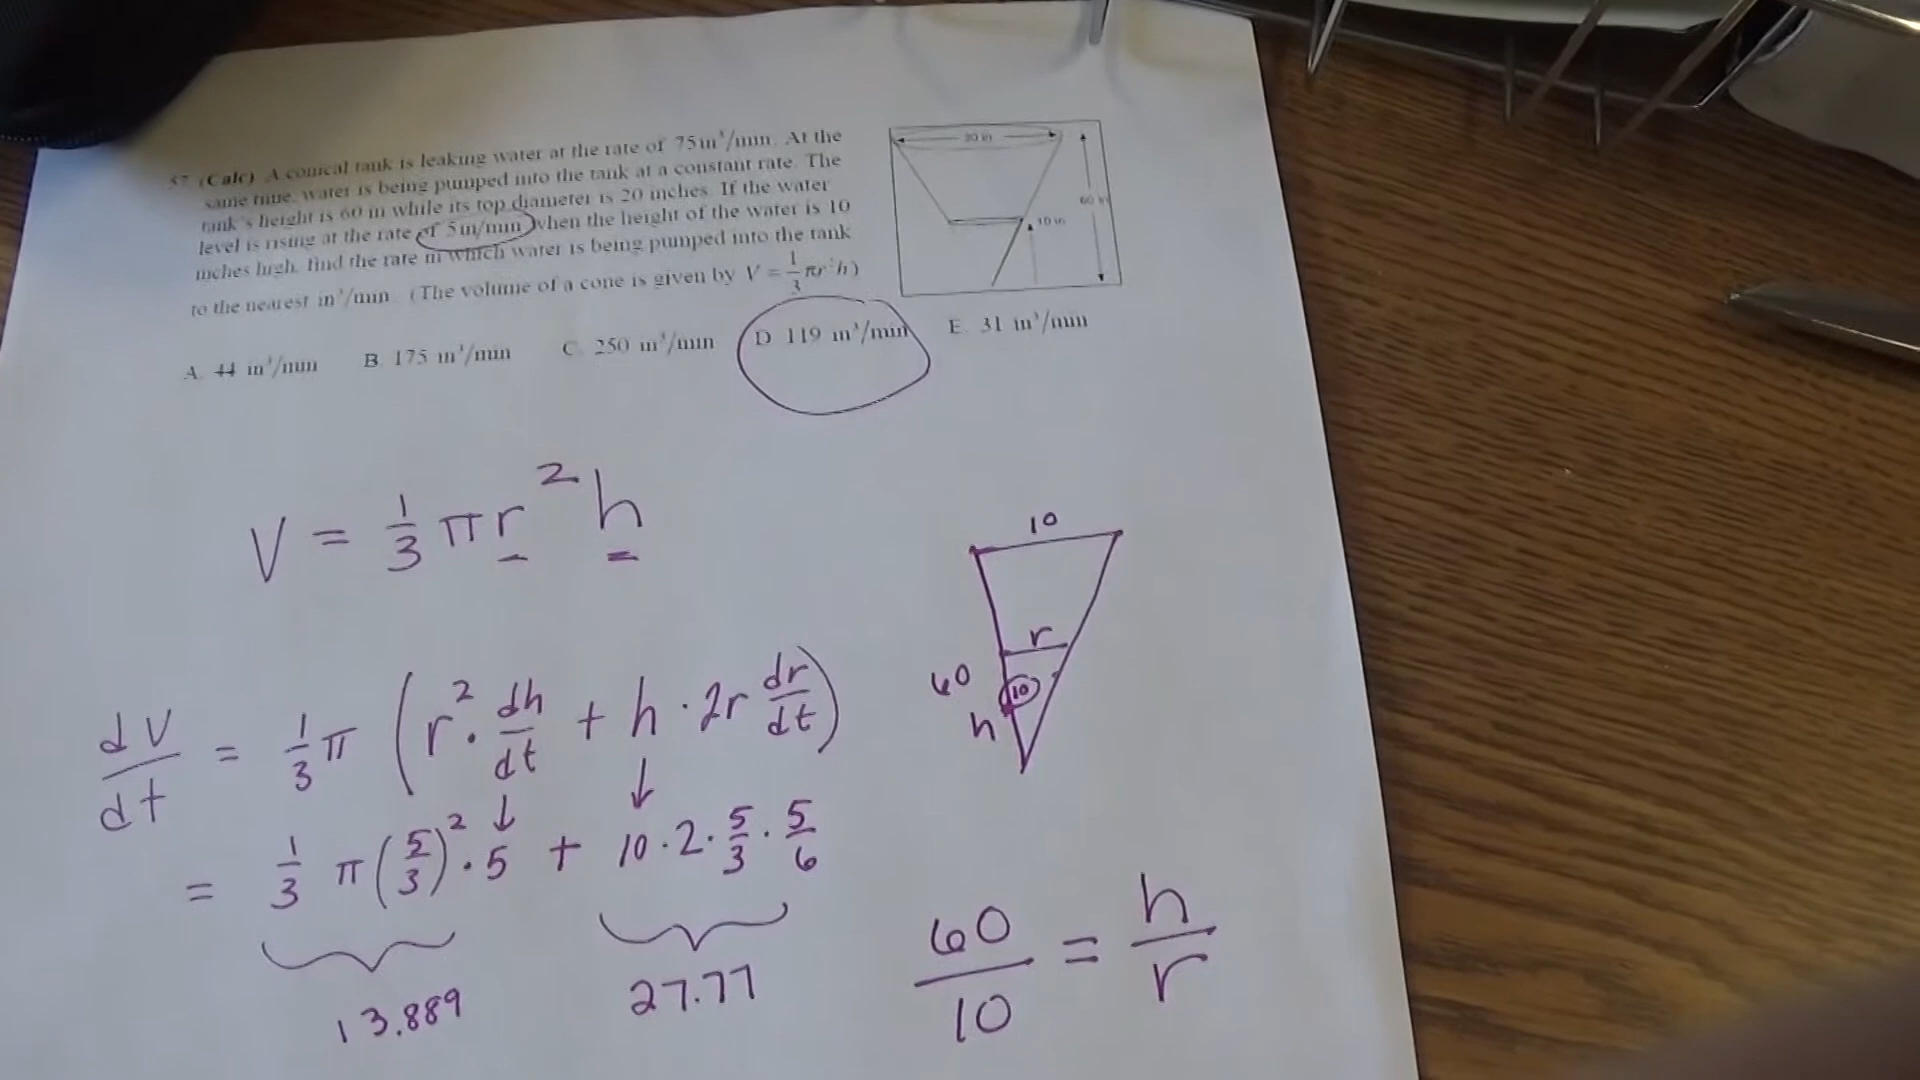 57. (Calc) A conical tank is leaking water at the rate of 75in³/min. At the
same time, water is being pumped into the tank at a constant rate. The
tank's height is 60 in while its top diameter is 20 inches. If the water
level is rising at the rate of 5in/min when the height of the water is 10
inches high, find the rate in which water is being pumped into the tank
to the nearest in³/min. (The volume of a cone is given by V = 1/3 πr²h)
A. 44 in³/min B. 175 in³/min C. 250 in³/min D. 119 in³/min E. 31 in³/min
20 in
60 in
10 in
V = 1/3 πr²h
10
r
60
10
h
dV/dt = 1/3 π (r² · dh/dt + h · 2r dr/dt)
↓ ↓
= 1/3 π (5/3)² · 5 + 10 · 2 · 5/3 · 5/6
13.889 27.77
60/10 = h/r